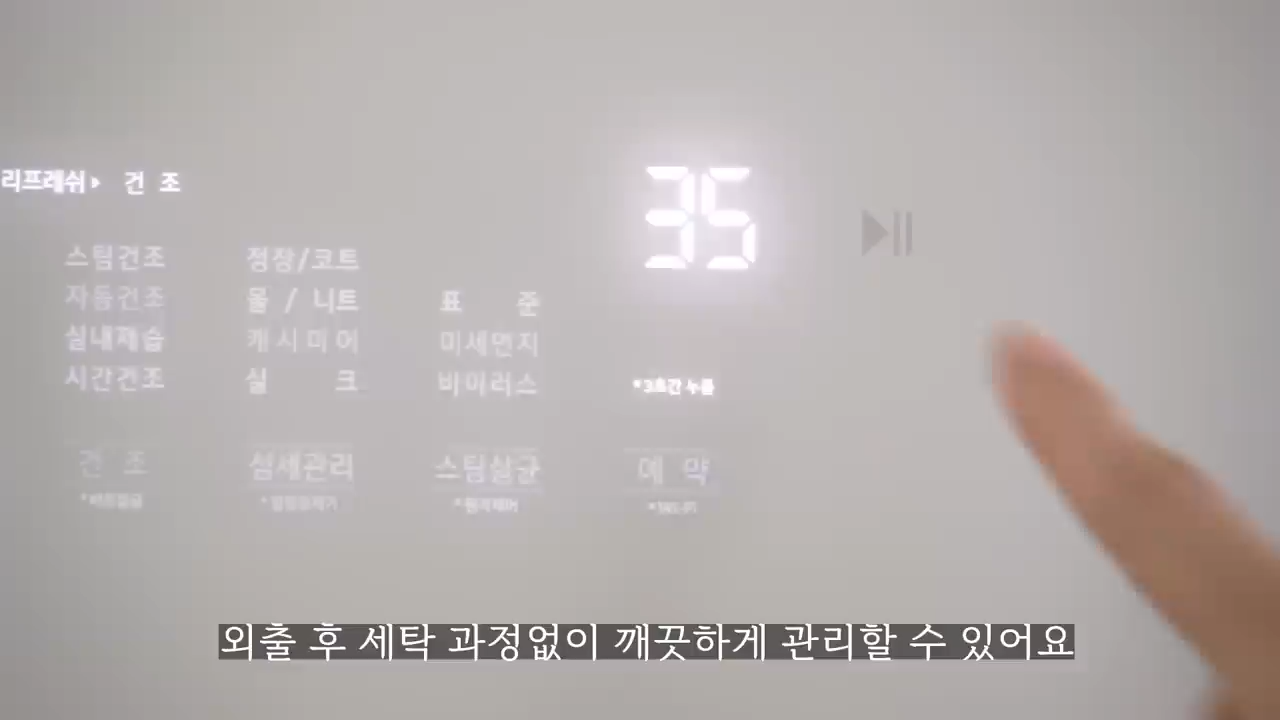 리프레쉬 건 조
35
스팀건조 정장/코트
자동건조 울 / 니트 표 준
실내제습 캐시미어 미세먼지
시간건조 실 크 바이러스
*3초간 누름
건 조 섬세관리 스팀살균 예 약
외출 후 세탁 과정없이 깨끗하게 관리할 수 있어요